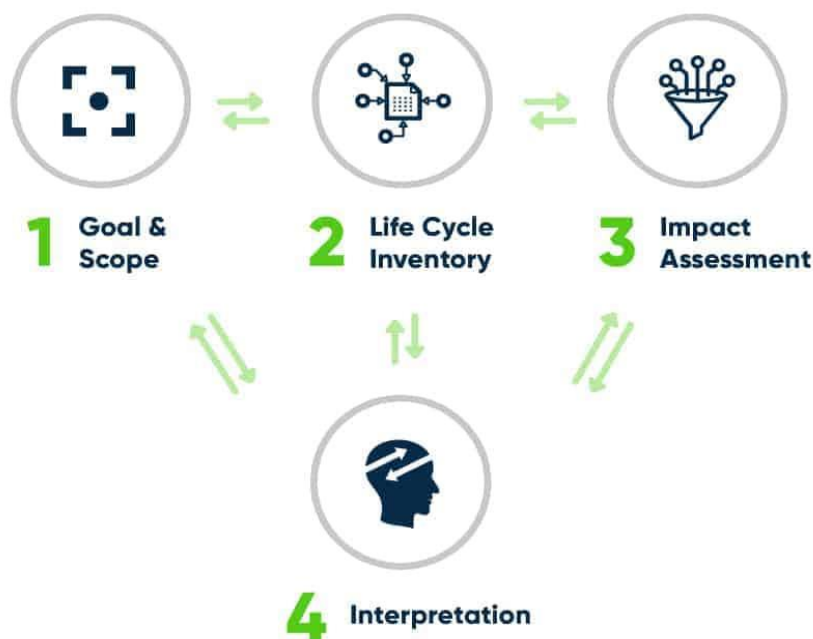 1 Goal &
Scope
2 Life Cycle
Inventory
3 Impact
Assessment
4 Interpretation